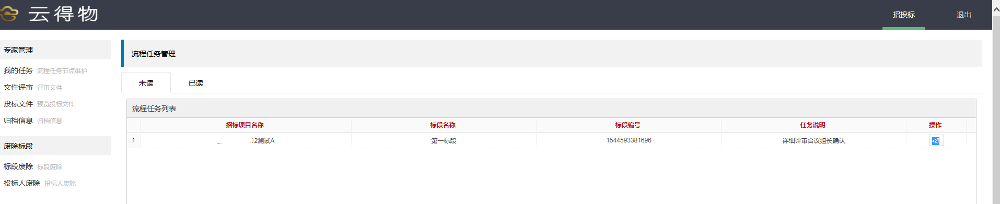 云得物
招投标 退出
专家管理
我的任务 流程任务节点维护
文件评审 评审文件
投标文件 预览投标文件
归档信息 归档信息
废除标段
标段废除 标段废除
投标人废除 投标人废除
流程任务管理
未读 已读
流程任务列表
招标项目名称 标段名称 标段编号 任务说明 操作
1 12测试A 第一标段 1544593381696 详细评审合议组长确认